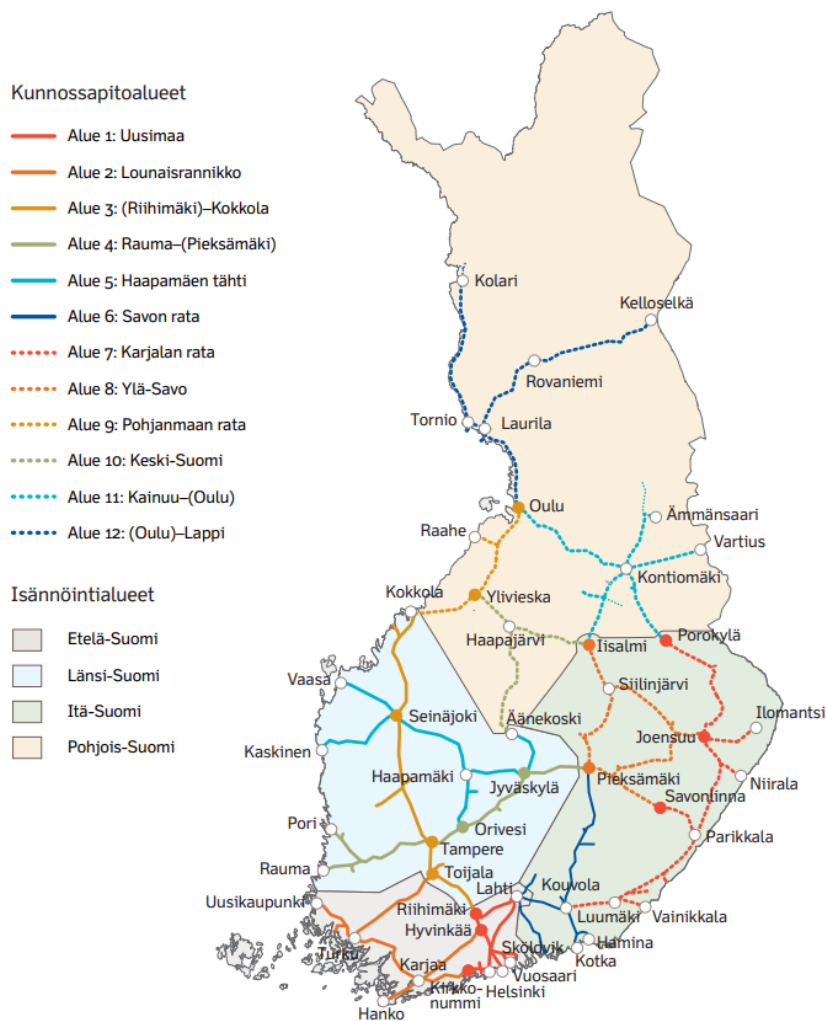 Kunnossapitoalueet
Alue 1: Uusimaa
Alue 2: Lounaisrannikko
Alue 3: (Riihimäki)–Kokkola
Alue 4: Rauma–(Pieksämäki)
Alue 5: Haapamäen tähti
Alue 6: Savon rata
Alue 7: Karjalan rata
Alue 8: Ylä-Savo
Alue 9: Pohjanmaan rata
Alue 10: Keski-Suomi
Alue 11: Kainuu–(Oulu)
Alue 12: (Oulu)–Lappi
Isännöintialueet
Etelä-Suomi
Länsi-Suomi
Itä-Suomi
Pohjois-Suomi
Kolari
Kelloselkä
Rovaniemi
Tornio
Laurila
Oulu
Ämmänsaari
Raahe
Vartius
Kontiomäki
Kokkola
Ylivieska
Haapajärvi
Iisalmi
Porokylä
Vaasa
Siilinjärvi
Seinäjoki
Äänekoski
Ilomantsi
Joensuu
Kaskinen
Haapamäki
Jyväskylä
Pieksämäki
Niirala
Savonlinna
Pori
Orivesi
Parikkala
Tampere
Rauma
Toijala
Lahti
Kouvola
Uusikaupunki
Riihimäki
Luumäki
Vainikkala
Hyvinkää
Turku
Sköldvik
Hamina
Kotka
Karjaa
Vuosaari
Kirkko-
nummi
Helsinki
Hanko